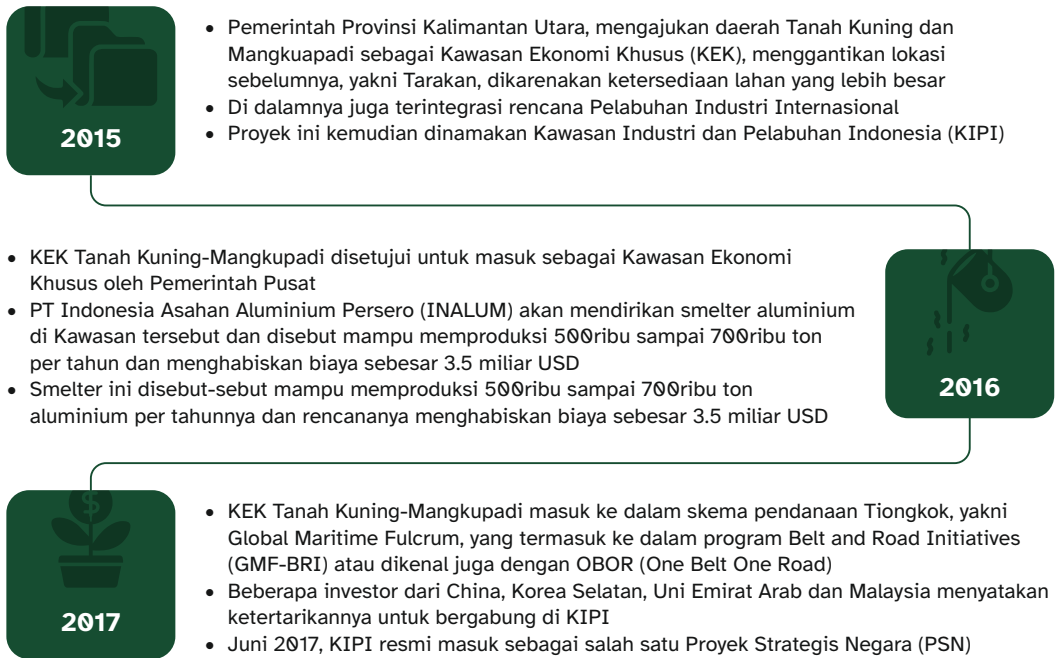 2015
• Pemerintah Provinsi Kalimantan Utara, mengajukan daerah Tanah Kuning dan
Mangkuapadi sebagai Kawasan Ekonomi Khusus (KEK), menggantikan lokasi
sebelumnya, yakni Tarakan, dikarenakan ketersediaan lahan yang lebih besar
• Di dalamnya juga terintegrasi rencana Pelabuhan Industri Internasional
• Proyek ini kemudian dinamakan Kawasan Industri dan Pelabuhan Indonesia (KIPI)
2016
• KEK Tanah Kuning-Mangkupadi disetujui untuk masuk sebagai Kawasan Ekonomi
Khusus oleh Pemerintah Pusat
• PT Indonesia Asahan Aluminium Persero (INALUM) akan mendirikan smelter aluminium
di Kawasan tersebut dan disebut mampu memproduksi 500ribu sampai 700ribu ton
per tahun dan menghabiskan biaya sebesar 3.5 miliar USD
• Smelter ini disebut-sebut mampu memproduksi 500ribu sampai 700ribu ton
aluminium per tahunnya dan rencananya menghabiskan biaya sebesar 3.5 miliar USD
$
2017
• KEK Tanah Kuning-Mangkupadi masuk ke dalam skema pendanaan Tiongkok, yakni
Global Maritime Fulcrum, yang termasuk ke dalam program Belt and Road Initiatives
(GMF-BRI) atau dikenal juga dengan OBOR (One Belt One Road)
• Beberapa investor dari China, Korea Selatan, Uni Emirat Arab dan Malaysia menyatakan
ketertarikannya untuk bergabung di KIPI
• Juni 2017, KIPI resmi masuk sebagai salah satu Proyek Strategis Negara (PSN)